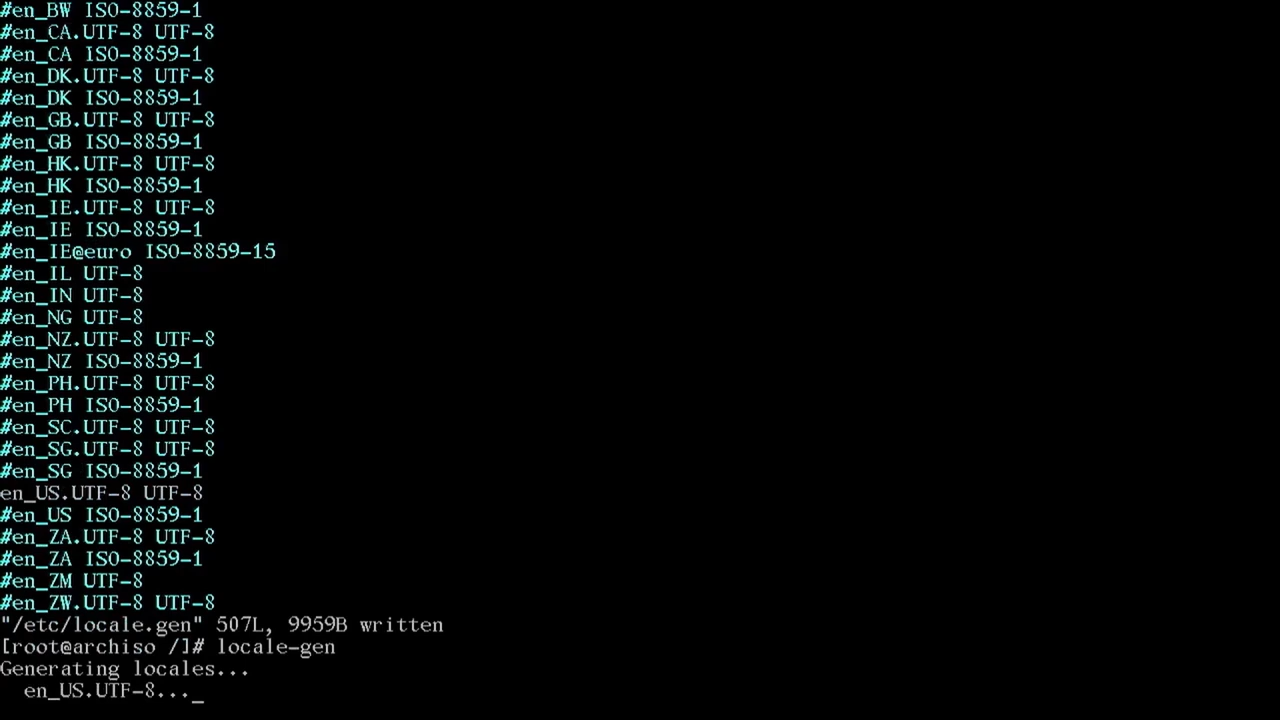 #en_BW ISO-8859-1
#en_CA.UTF-8 UTF-8
#en_CA ISO-8859-1
#en_DK.UTF-8 UTF-8
#en_DK ISO-8859-1
#en_GB.UTF-8 UTF-8
#en_GB ISO-8859-1
#en_HK.UTF-8 UTF-8
#en_HK ISO-8859-1
#en_IE.UTF-8 UTF-8
#en_IE ISO-8859-1
#en_IE@euro ISO-8859-15
#en_IL UTF-8
#en_IN UTF-8
#en_NG UTF-8
#en_NZ.UTF-8 UTF-8
#en_NZ ISO-8859-1
#en_PH.UTF-8 UTF-8
#en_PH ISO-8859-1
#en_SC.UTF-8 UTF-8
#en_SG.UTF-8 UTF-8
#en_SG ISO-8859-1
en_US.UTF-8 UTF-8
#en_US ISO-8859-1
#en_ZA.UTF-8 UTF-8
#en_ZA ISO-8859-1
#en_ZM UTF-8
#en_ZW.UTF-8 UTF-8
"/etc/locale.gen" 507L, 9959B written
[root@archiso /]# locale-gen
Generating locales...
  en_US.UTF-8..._